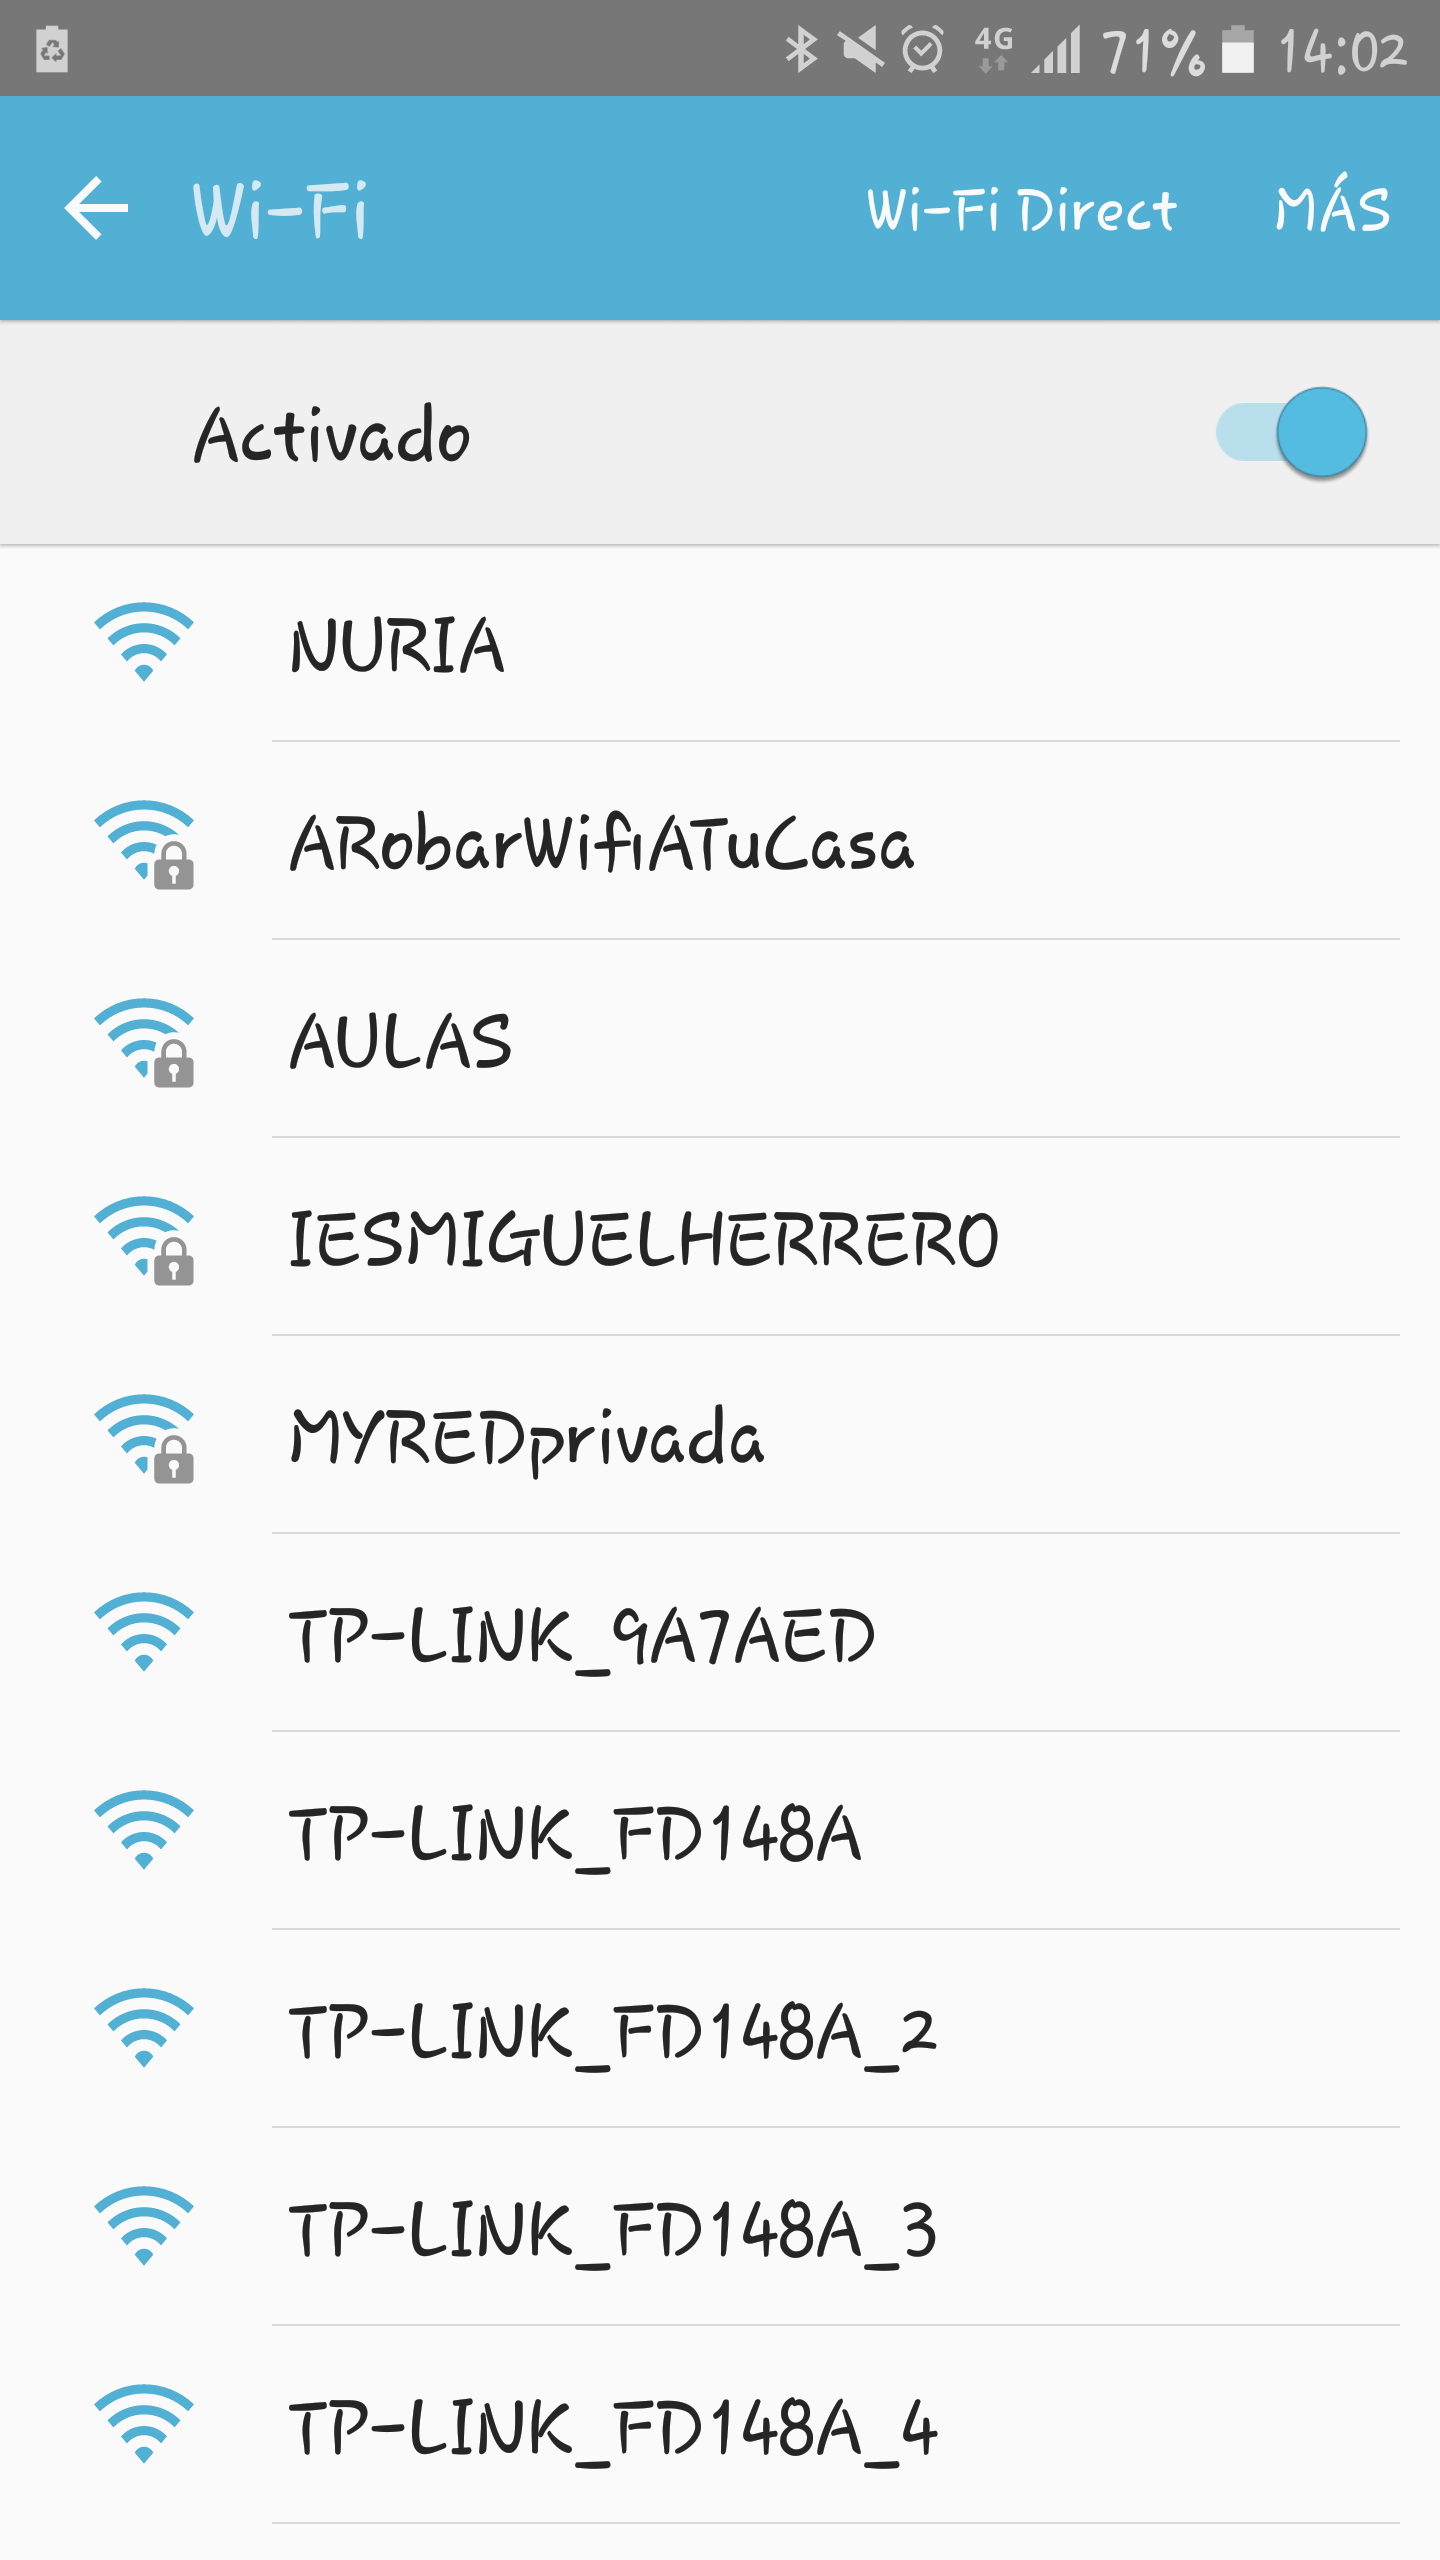 4G 71% 14:02
Wi-Fi Wi-Fi Direct MÁS
Activado
NURIA
ARobarWifiATuCasa
AULAS
IESMIGUELHERRERO
MYREDprivada
TP-LINK_9A7AED
TP-LINK_FD148A
TP-LINK_FD148A_2
TP-LINK_FD148A_3
TP-LINK_FD148A_4